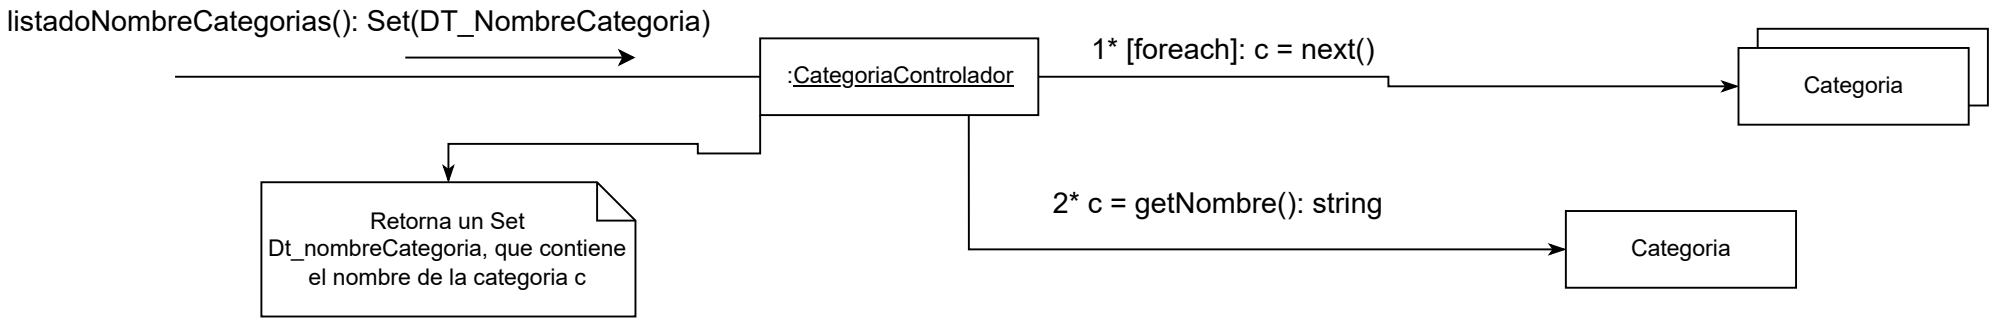 listadoNombreCategorias(): Set(DT_NombreCategoria)
:CategoriaControlador
1* [foreach]: c = next()
Categoria
2* c = getNombre(): string
Categoria
Retorna un Set
Dt_nombreCategoria, que contiene
el nombre de la categoria c